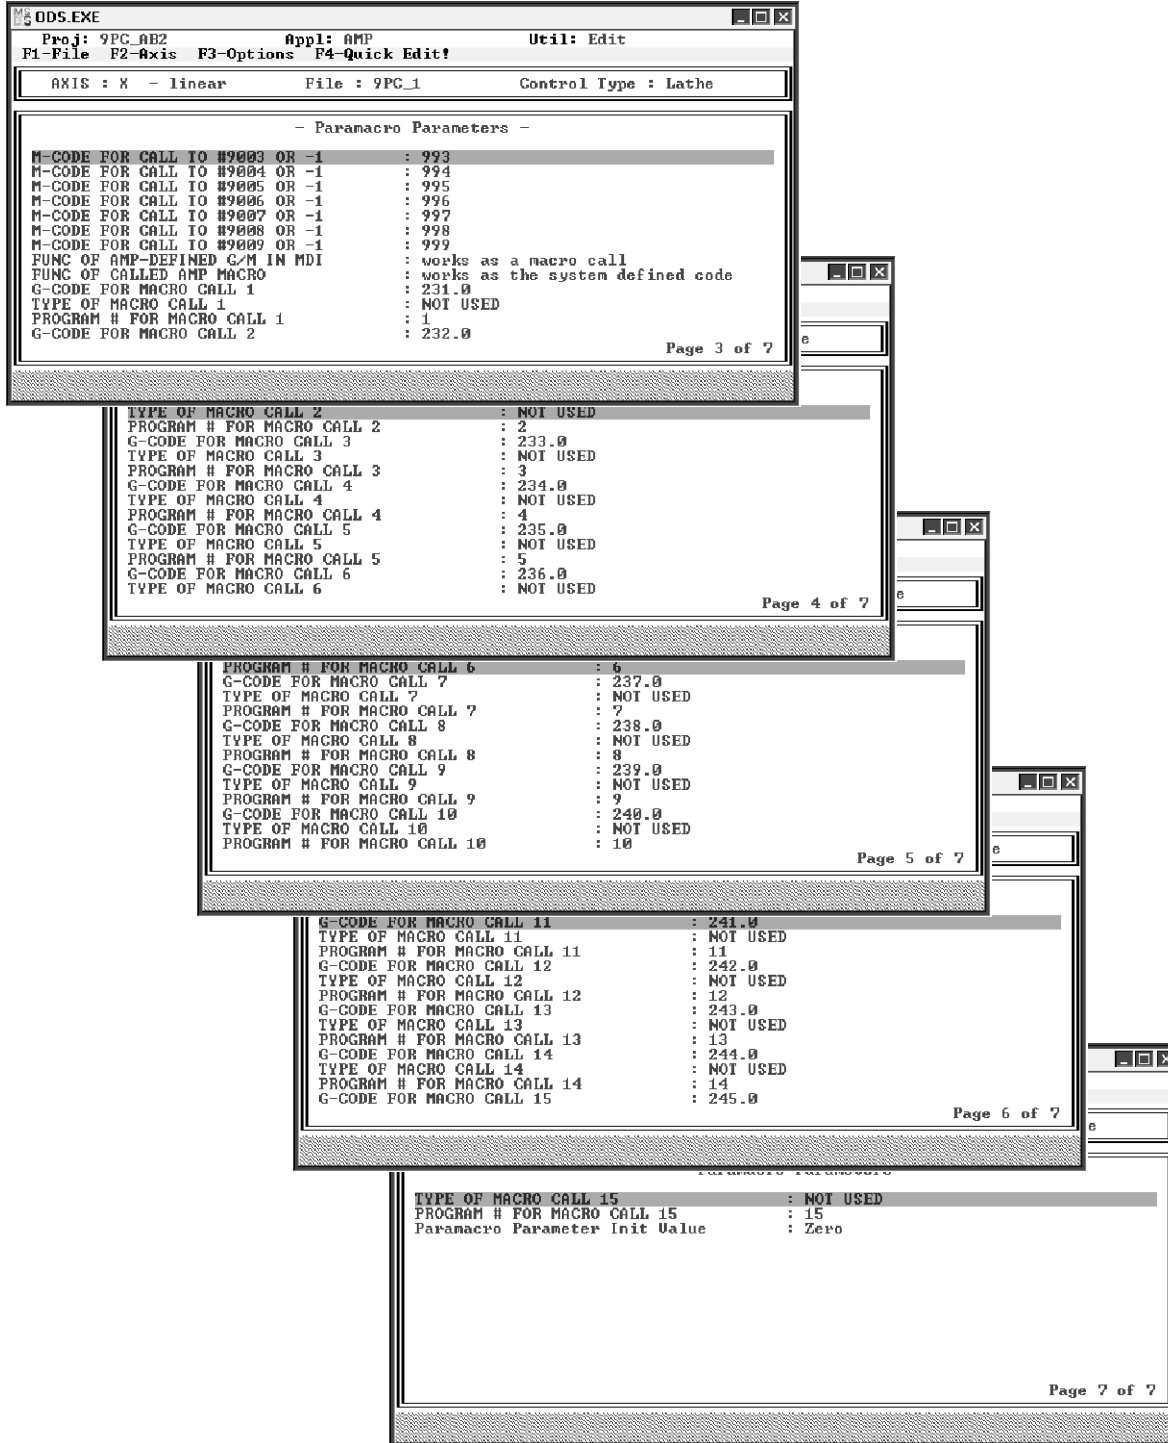 ODS.EXE
Proj: 9PC_AB2 Appl: AMP Util: Edit
F1-File F2-Axis F3-Options F4-Quick Edit!
AXIS : X - linear File : 9PC_1 Control Type : Lathe
- Paramacro Parameters -
M-CODE FOR CALL TO #9003 OR -1 : 993
M-CODE FOR CALL TO #9004 OR -1 : 994
M-CODE FOR CALL TO #9005 OR -1 : 995
M-CODE FOR CALL TO #9006 OR -1 : 996
M-CODE FOR CALL TO #9007 OR -1 : 997
M-CODE FOR CALL TO #9008 OR -1 : 998
M-CODE FOR CALL TO #9009 OR -1 : 999
FUNC OF AMP-DEFINED G/M IN MDI : works as a macro call
FUNC OF CALLED AMP MACRO : works as the system defined code
G-CODE FOR MACRO CALL 1 : 231.0
TYPE OF MACRO CALL 1 : NOT USED
PROGRAM # FOR MACRO CALL 1 : 1
G-CODE FOR MACRO CALL 2 : 232.0
Page 3 of 7
e
TYPE OF MACRO CALL 2 : NOT USED
PROGRAM # FOR MACRO CALL 2 : 2
G-CODE FOR MACRO CALL 3 : 233.0
TYPE OF MACRO CALL 3 : NOT USED
PROGRAM # FOR MACRO CALL 3 : 3
G-CODE FOR MACRO CALL 4 : 234.0
TYPE OF MACRO CALL 4 : NOT USED
PROGRAM # FOR MACRO CALL 4 : 4
G-CODE FOR MACRO CALL 5 : 235.0
TYPE OF MACRO CALL 5 : NOT USED
PROGRAM # FOR MACRO CALL 5 : 5
G-CODE FOR MACRO CALL 6 : 236.0
TYPE OF MACRO CALL 6 : NOT USED
Page 4 of 7
e
PROGRAM # FOR MACRO CALL 6 : 6
G-CODE FOR MACRO CALL 7 : 237.0
TYPE OF MACRO CALL 7 : NOT USED
PROGRAM # FOR MACRO CALL 7 : 7
G-CODE FOR MACRO CALL 8 : 238.0
TYPE OF MACRO CALL 8 : NOT USED
PROGRAM # FOR MACRO CALL 8 : 8
G-CODE FOR MACRO CALL 9 : 239.0
TYPE OF MACRO CALL 9 : NOT USED
PROGRAM # FOR MACRO CALL 9 : 9
G-CODE FOR MACRO CALL 10 : 240.0
TYPE OF MACRO CALL 10 : NOT USED
PROGRAM # FOR MACRO CALL 10 : 10
Page 5 of 7
e
G-CODE FOR MACRO CALL 11 : 241.0
TYPE OF MACRO CALL 11 : NOT USED
PROGRAM # FOR MACRO CALL 11 : 11
G-CODE FOR MACRO CALL 12 : 242.0
TYPE OF MACRO CALL 12 : NOT USED
PROGRAM # FOR MACRO CALL 12 : 12
G-CODE FOR MACRO CALL 13 : 243.0
TYPE OF MACRO CALL 13 : NOT USED
PROGRAM # FOR MACRO CALL 13 : 13
G-CODE FOR MACRO CALL 14 : 244.0
TYPE OF MACRO CALL 14 : NOT USED
PROGRAM # FOR MACRO CALL 14 : 14
G-CODE FOR MACRO CALL 15 : 245.0
Page 6 of 7
e
Paramacro Parameters
TYPE OF MACRO CALL 15 : NOT USED
PROGRAM # FOR MACRO CALL 15 : 15
Paramacro Parameter Init Value : Zero
Page 7 of 7